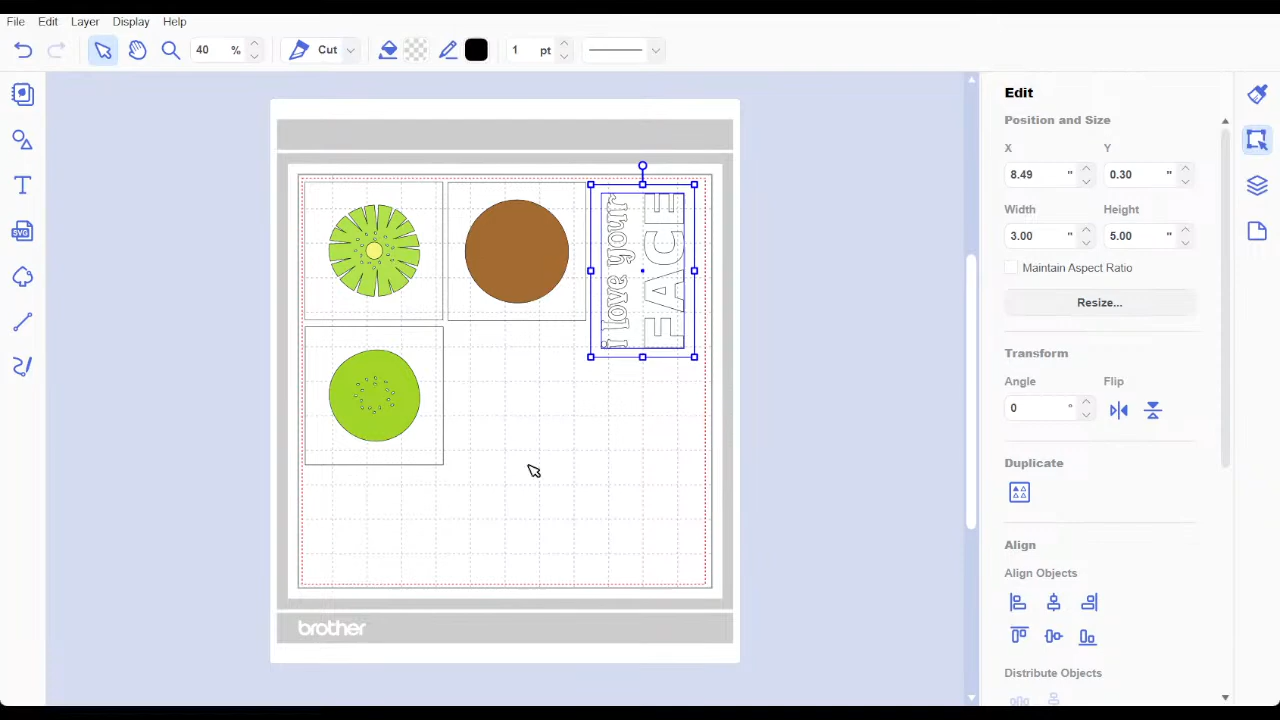 File Edit Layer Display Help
40 % Cut 1 pt
Edit
Position and Size
X Y
8.49 " 0.30 "
Width Height
3.00 " 5.00 "
Maintain Aspect Ratio
Resize...
Transform
Angle Flip
0 °
Duplicate
Align
Align Objects
Distribute Objects
T
SVG
i love your
FACE
brother